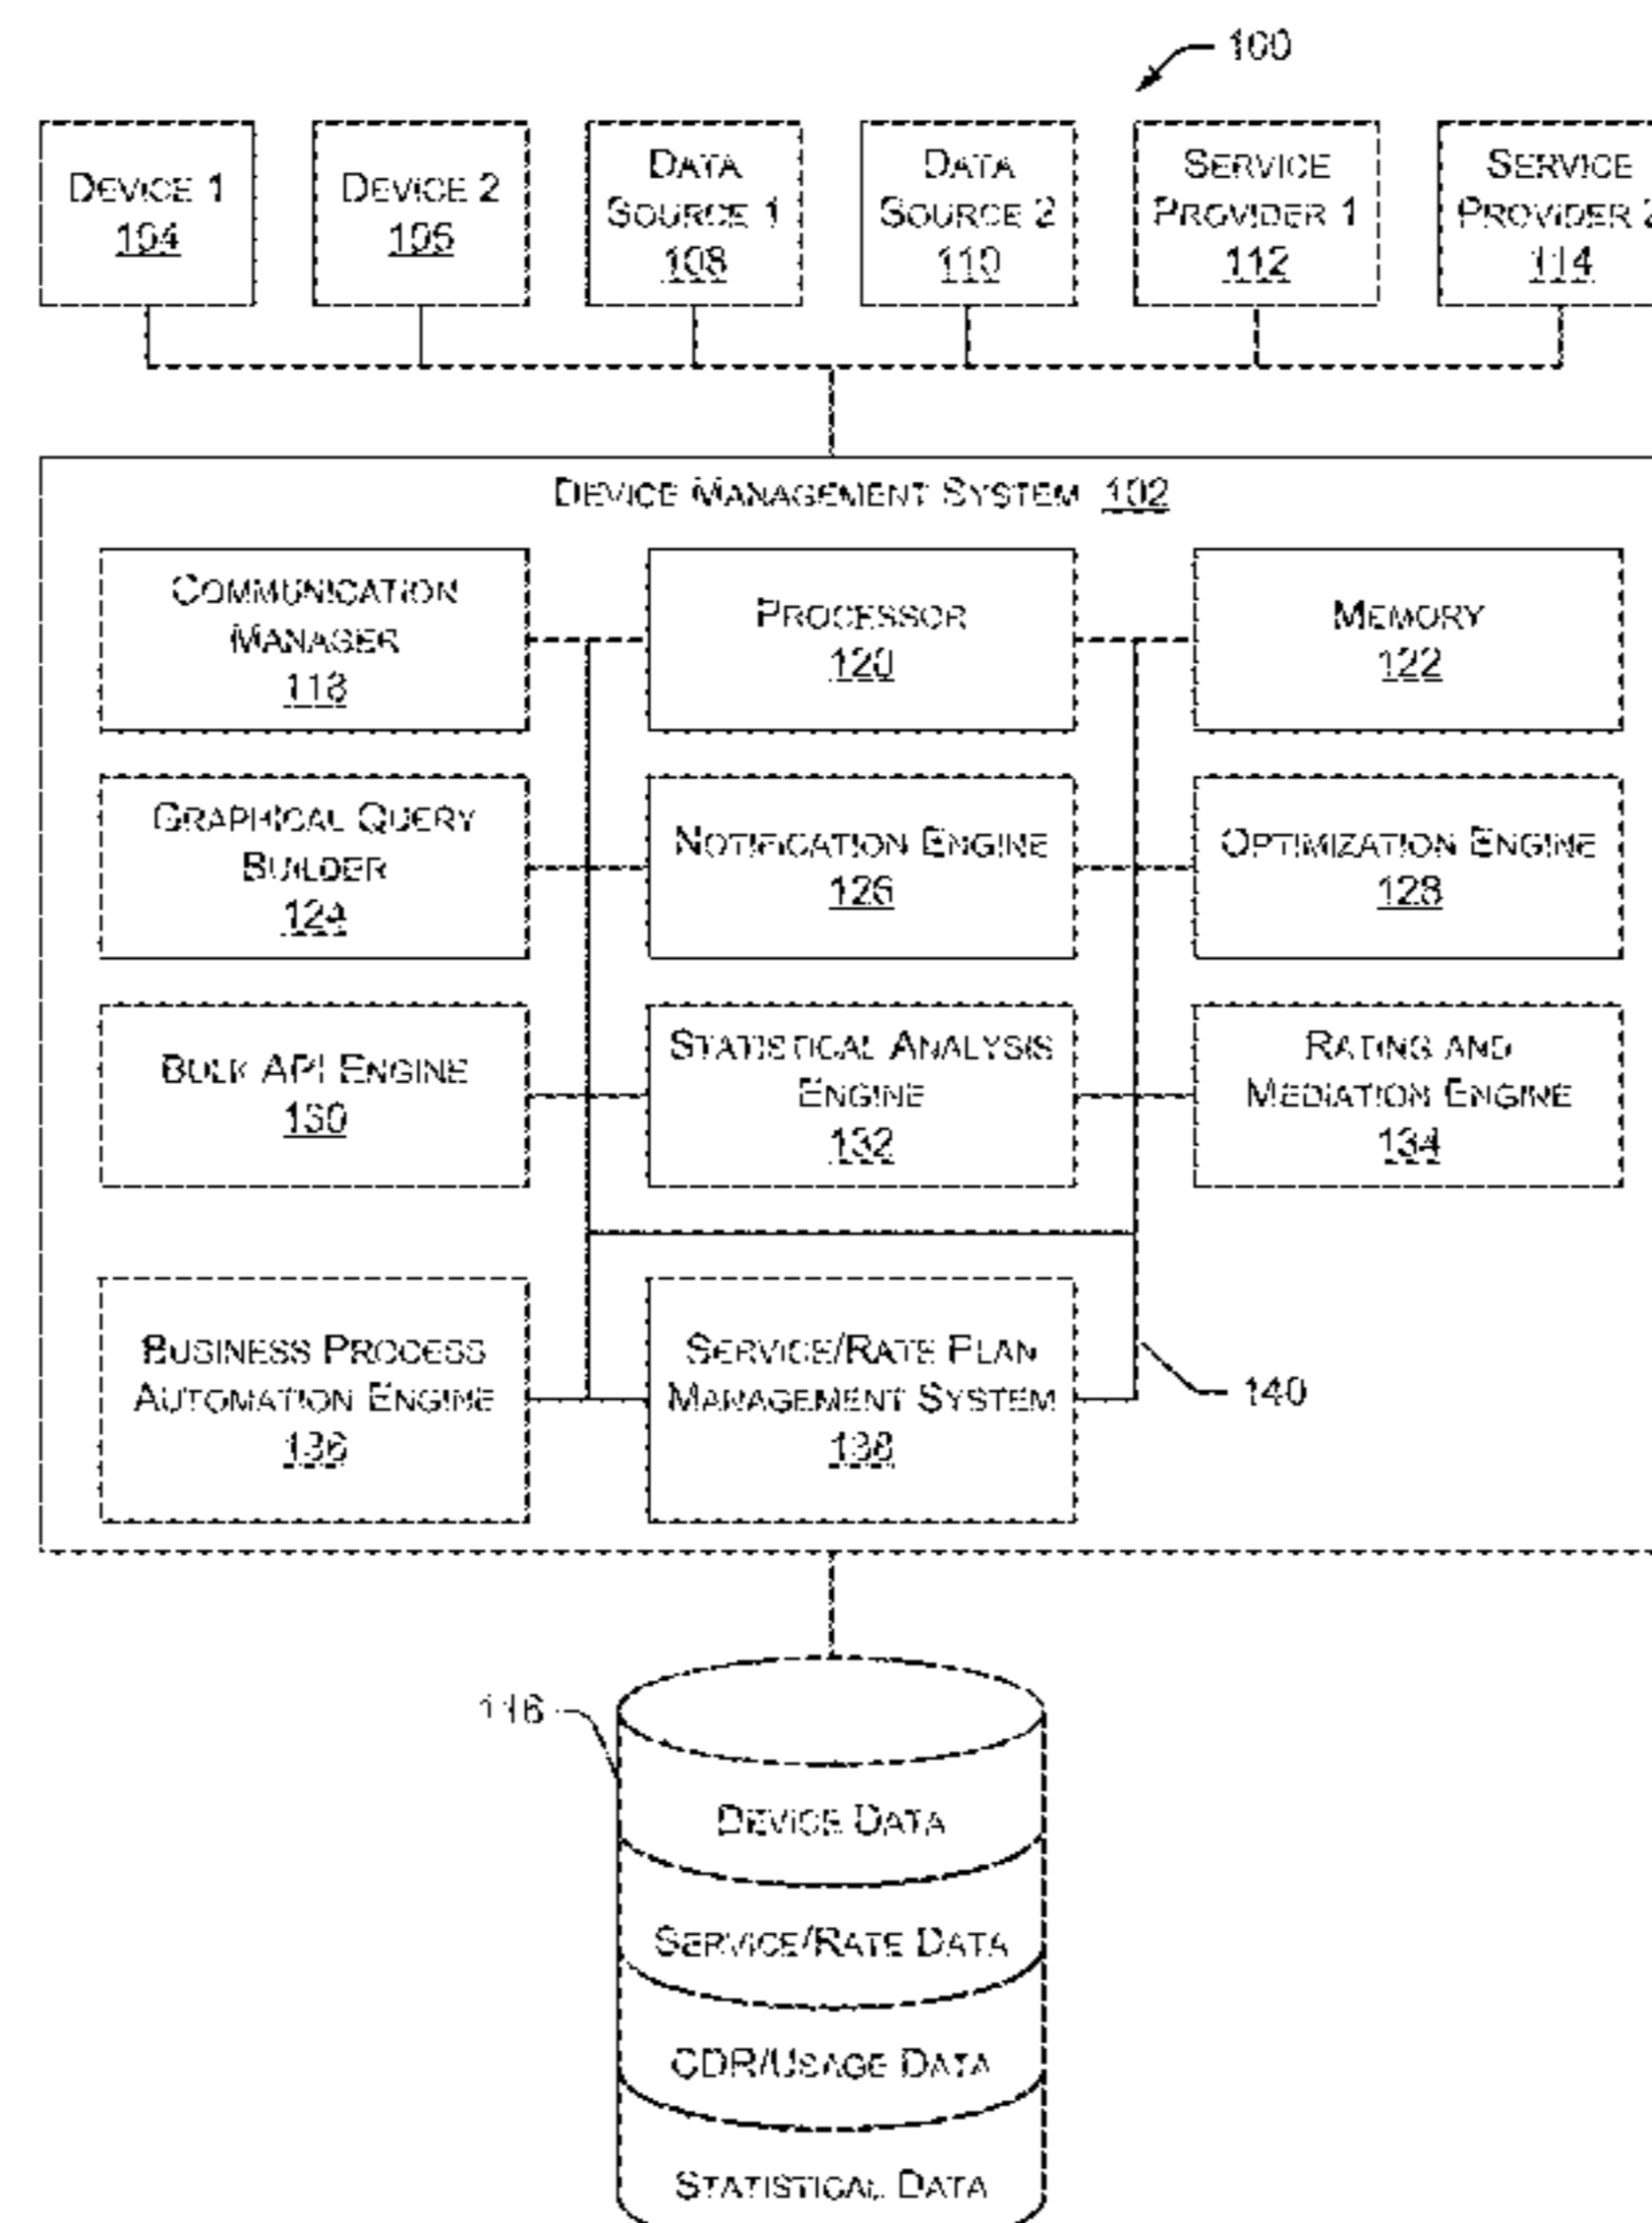 100
DEVICE 1
104
DEVICE 2
106
DATA
SOURCE 1
108
DATA
SOURCE 2
110
SERVICE
PROVIDER 1
112
SERVICE
PROVIDER 2
114
DEVICE MANAGEMENT SYSTEM 102
COMMUNICATION
MANAGER
118
PROCESSOR
120
MEMORY
122
GRAPHICAL QUERY
BUILDER
124
NOTIFICATION ENGINE
126
OPTIMIZATION ENGINE
128
BULK API ENGINE
130
STATISTICAL ANALYSIS
ENGINE
132
RATING AND
MEDIATION ENGINE
134
BUSINESS PROCESS
AUTOMATION ENGINE
136
SERVICE/RATE PLAN
MANAGEMENT SYSTEM
138
140
116
DEVICE DATA
SERVICE/RATE DATA
CDR/USAGE DATA
STATISTICAL DATA